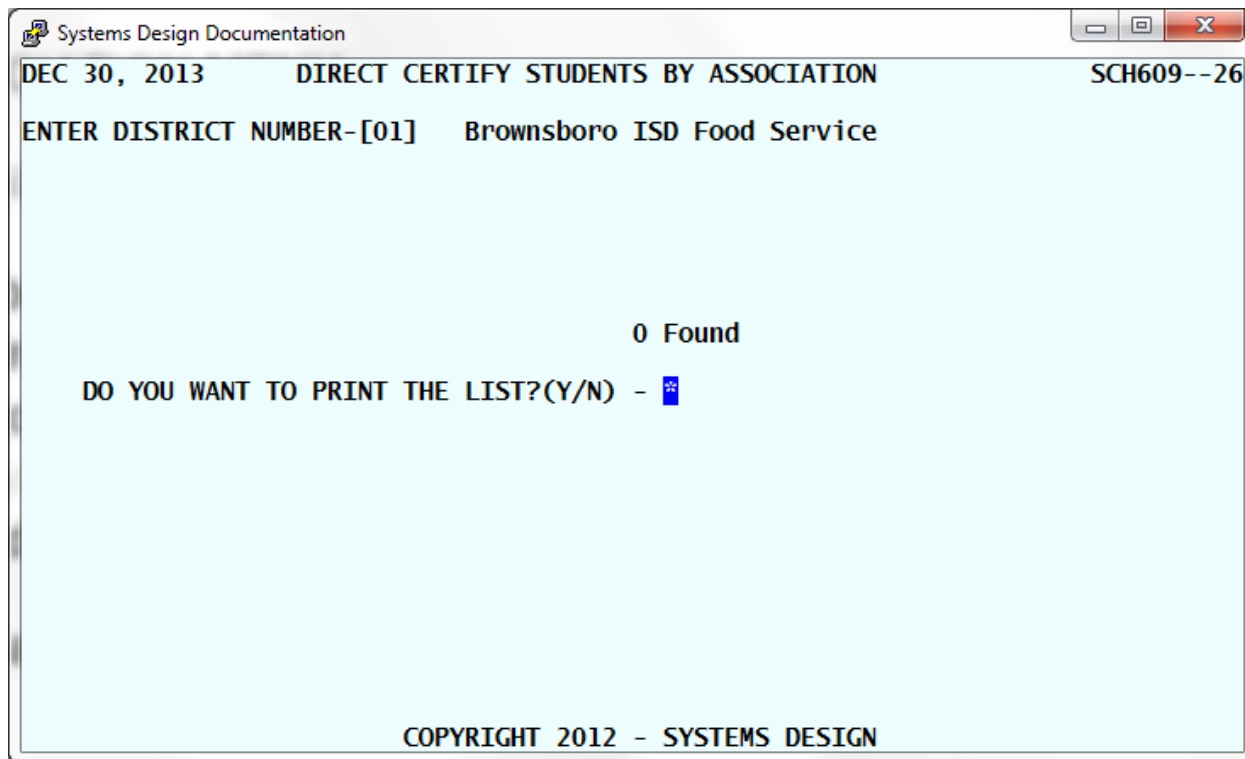 Systems Design Documentation
DEC 30, 2013 DIRECT CERTIFY STUDENTS BY ASSOCIATION SCH609--26
ENTER DISTRICT NUMBER-[01] Brownsboro ISD Food Service
0 Found
DO YOU WANT TO PRINT THE LIST?(Y/N) - *
COPYRIGHT 2012 - SYSTEMS DESIGN